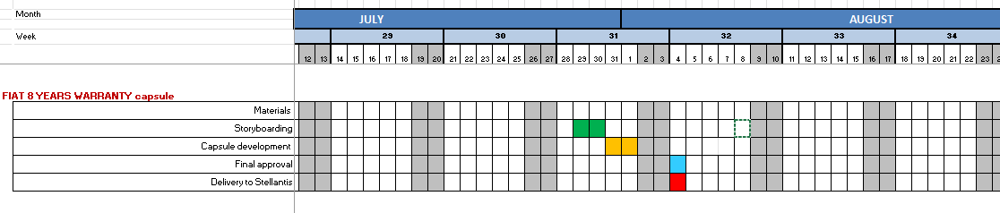 Month
JULY AUGUST
Week 29 30 31 32 33 34
12 13 14 15 16 17 18 19 20 21 22 23 24 25 26 27 28 29 30 31 1 2 3 4 5 6 7 8 9 10 11 12 13 14 15 16 17 18 19 20 21 22 23
FIAT 8 YEARS WARRANTY capsule
Materials
Storyboarding
Capsule development
Final approval
Delivery to Stellantis